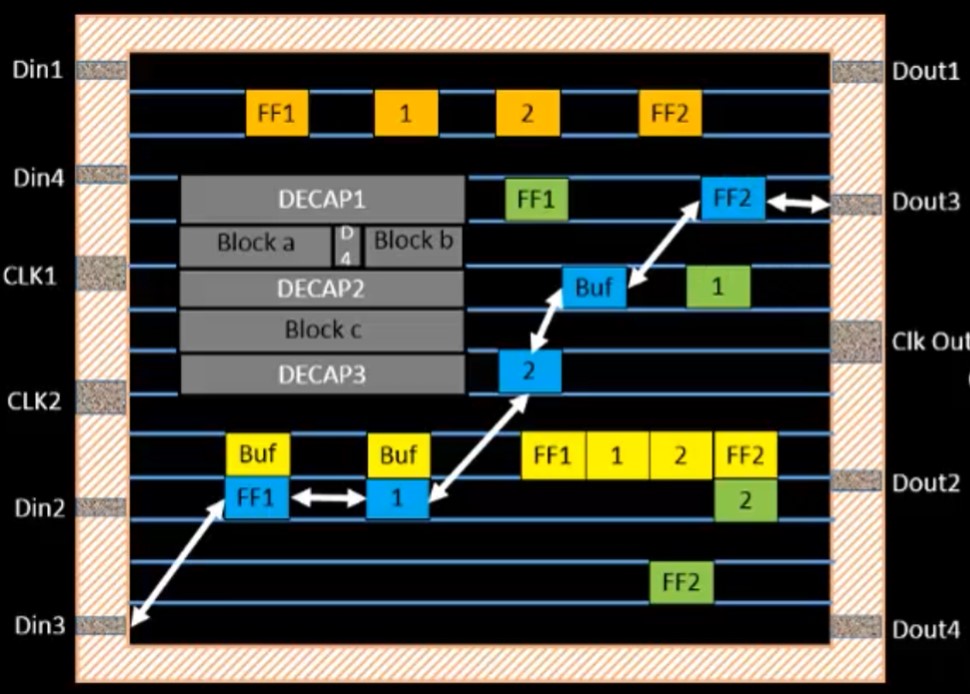 Din1
Dout1
FF1 1 2 FF2
Din4
DECAP1
FF1
FF2
Dout3
Block a
D
4
Block b
CLK1
DECAP2
Buf
1
Block c
Clk Out
DECAP3
2
CLK2
Buf
Buf
FF1 1 2 FF2
Din2
FF1
1
2
Dout2
FF2
Din3
Dout4